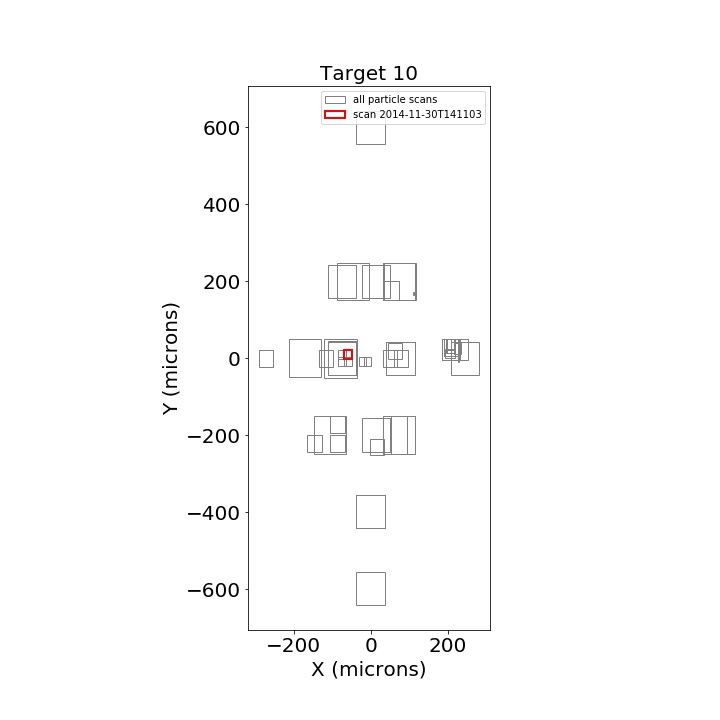 Target 10
all particle scans
scan 2014-11-30T141103
600
400
200
0
−200
−400
−600
Y (microns)
−200 0 200
X (microns)